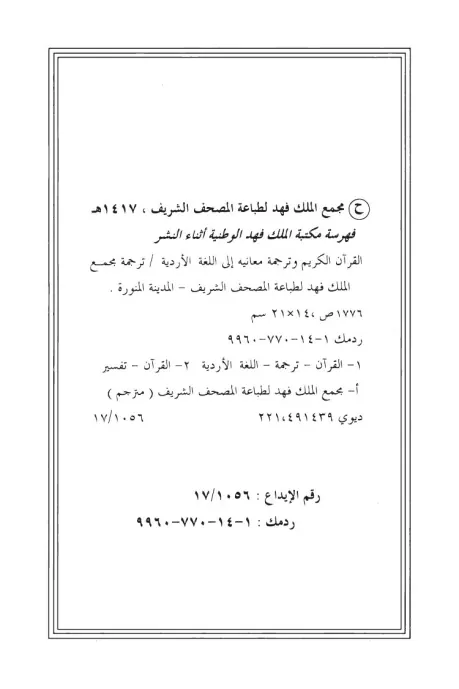 ح مجمع الملك فهد لطباعة المصحف الشريف ، ١٤١٧هـ
فهرسة مكتبة الملك فهد الوطنية أثناء النشر
القرآن الكريم وترجمة معانيه إلى اللغة الأردية / ترجمة مجمع
الملك فهد لطباعة المصحف الشريف - المدينة المنورة .
١٧٧٦ص ،١٤×٢١ سم
ردمك ١-١٤-٧٧٠-٩٩٦٠
١- القرآن - ترجمة - اللغة الأردية ٢- القرآن - تفسير
أ- مجمع الملك فهد لطباعة المصحف الشريف ( مترجم )
ديوي ٢٢١،٤٩١٤٣٩ ١٧/١٠٥٦
رقم الإيداع : ١٧/١٠٥٦
ردمك : ١-١٤-٧٧٠-٩٩٦٠